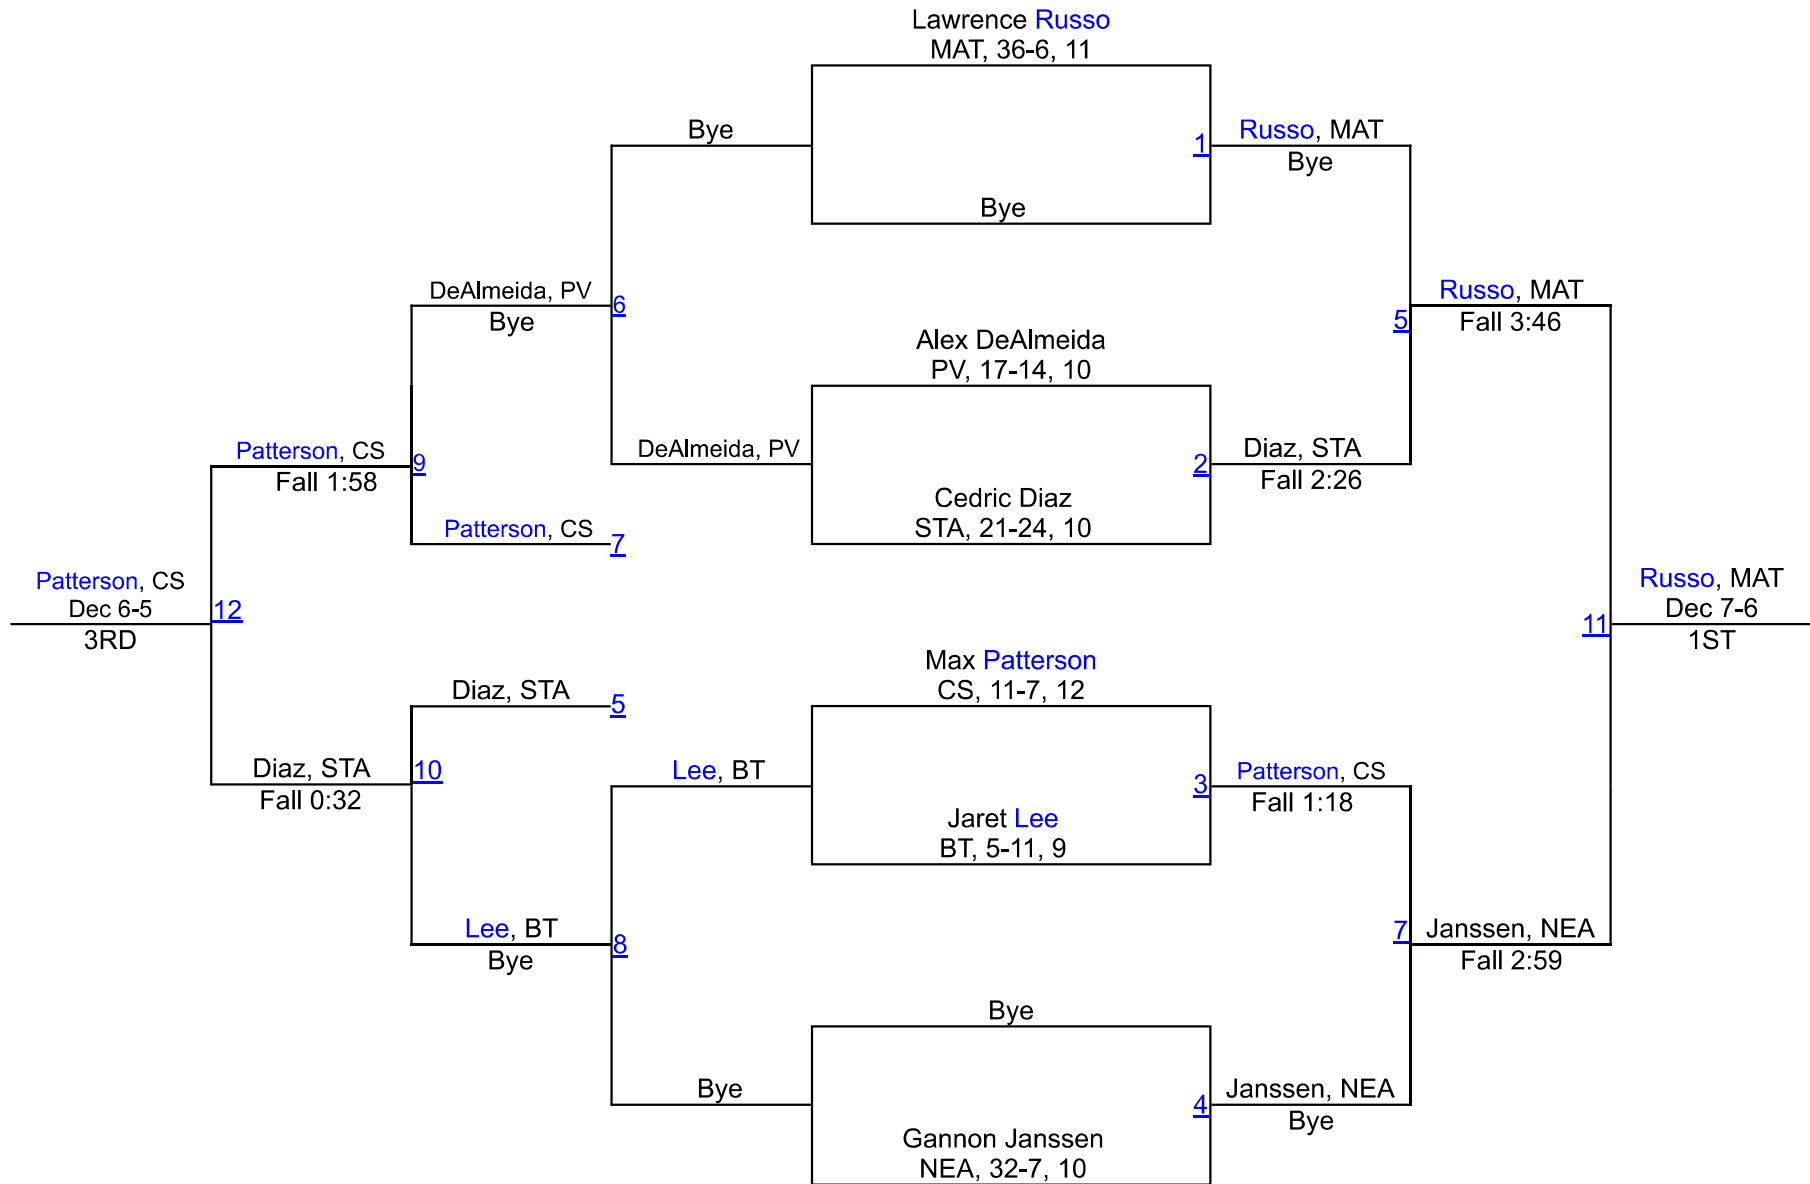 Lawrence Russo
MAT, 36-6, 11
Bye
1
Russo, MAT
Bye
Bye
DeAlmeida, PV
Bye
6
Russo, MAT
Fall 3:46
5
Alex DeAlmeida
PV, 17-14, 10
Patterson, CS
Fall 1:58
9
DeAlmeida, PV
2
Diaz, STA
Fall 2:26
Cedric Diaz
STA, 21-24, 10
Patterson, CS
7
Patterson, CS
Dec 6-5
3RD
12
Russo, MAT
Dec 7-6
1ST
11
Max Patterson
CS, 11-7, 12
Diaz, STA
5
Diaz, STA
Fall 0:32
10
Lee, BT
3
Patterson, CS
Fall 1:18
Jaret Lee
BT, 5-11, 9
Lee, BT
Bye
8
7
Janssen, NEA
Fall 2:59
Bye
Bye
4
Janssen, NEA
Bye
Gannon Janssen
NEA, 32-7, 10